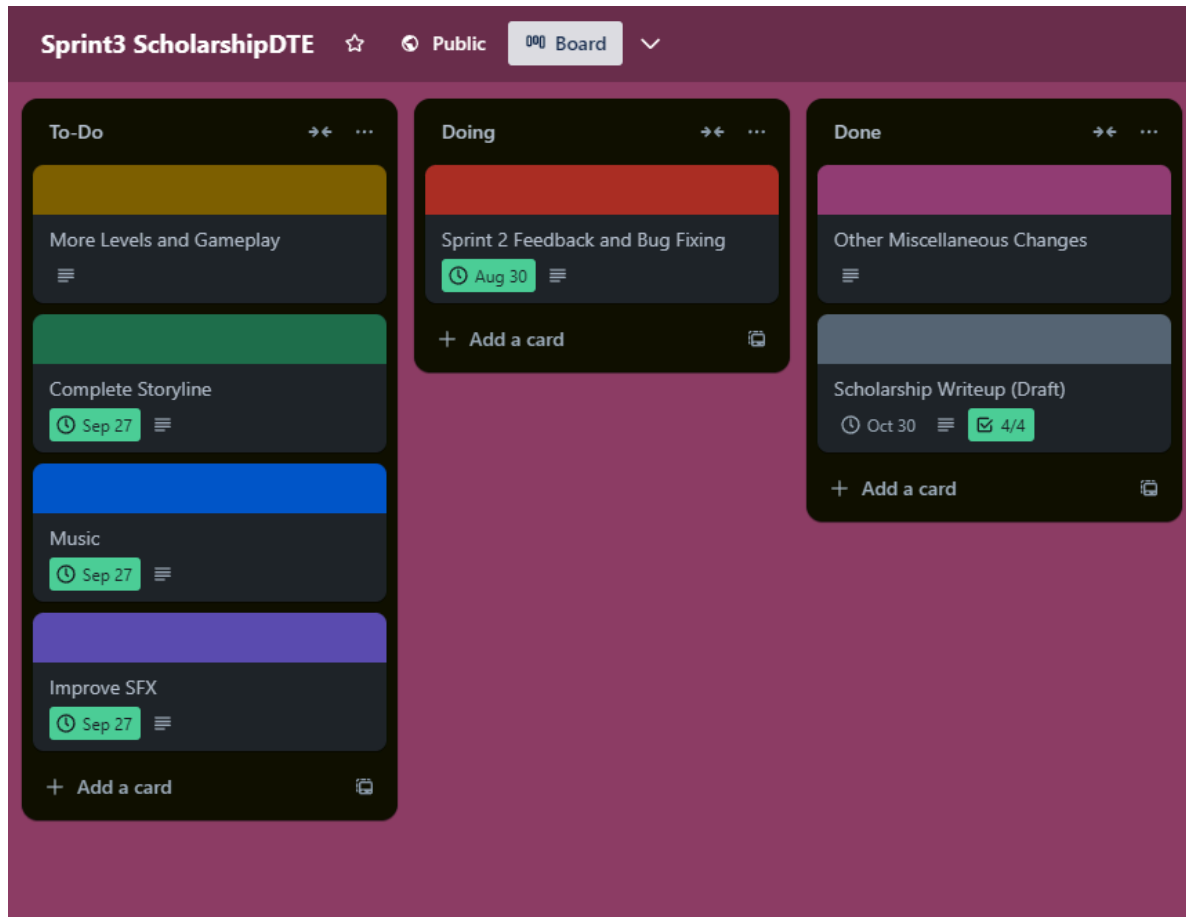 Sprint3 ScholarshipDTE Public Board
To-Do
More Levels and Gameplay
Complete Storyline
Sep 27
Music
Sep 27
Improve SFX
Sep 27
+ Add a card
Doing
Sprint 2 Feedback and Bug Fixing
Aug 30
+ Add a card
Done
Other Miscellaneous Changes
Scholarship Writeup (Draft)
Oct 30 4/4
+ Add a card